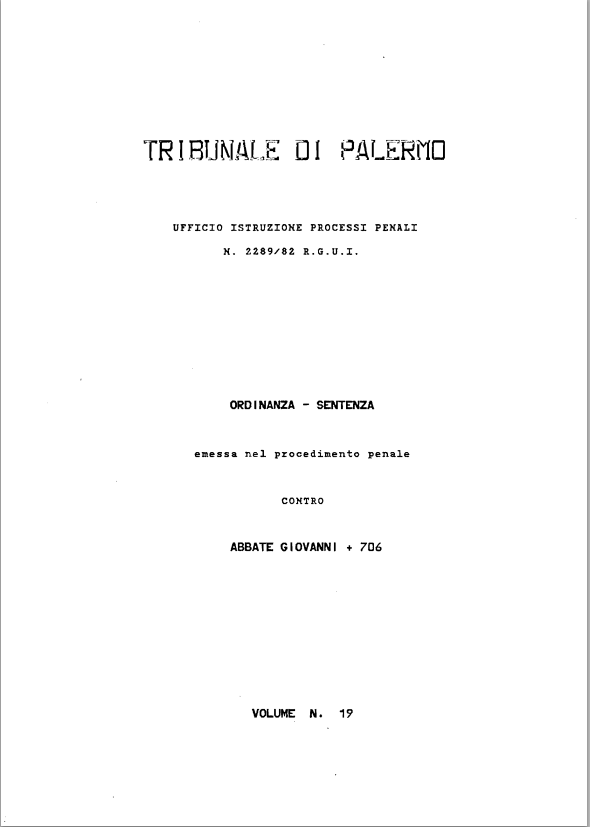 TRIBUNALE DI PALERMO
UFFICIO ISTRUZIONE PROCESSI PENALI
N. 2289/82 R.G.U.I.
ORDINANZA - SENTENZA
emessa nel procedimento penale
CONTRO
ABBATE GIOVANNI + 706
VOLUME N. 19